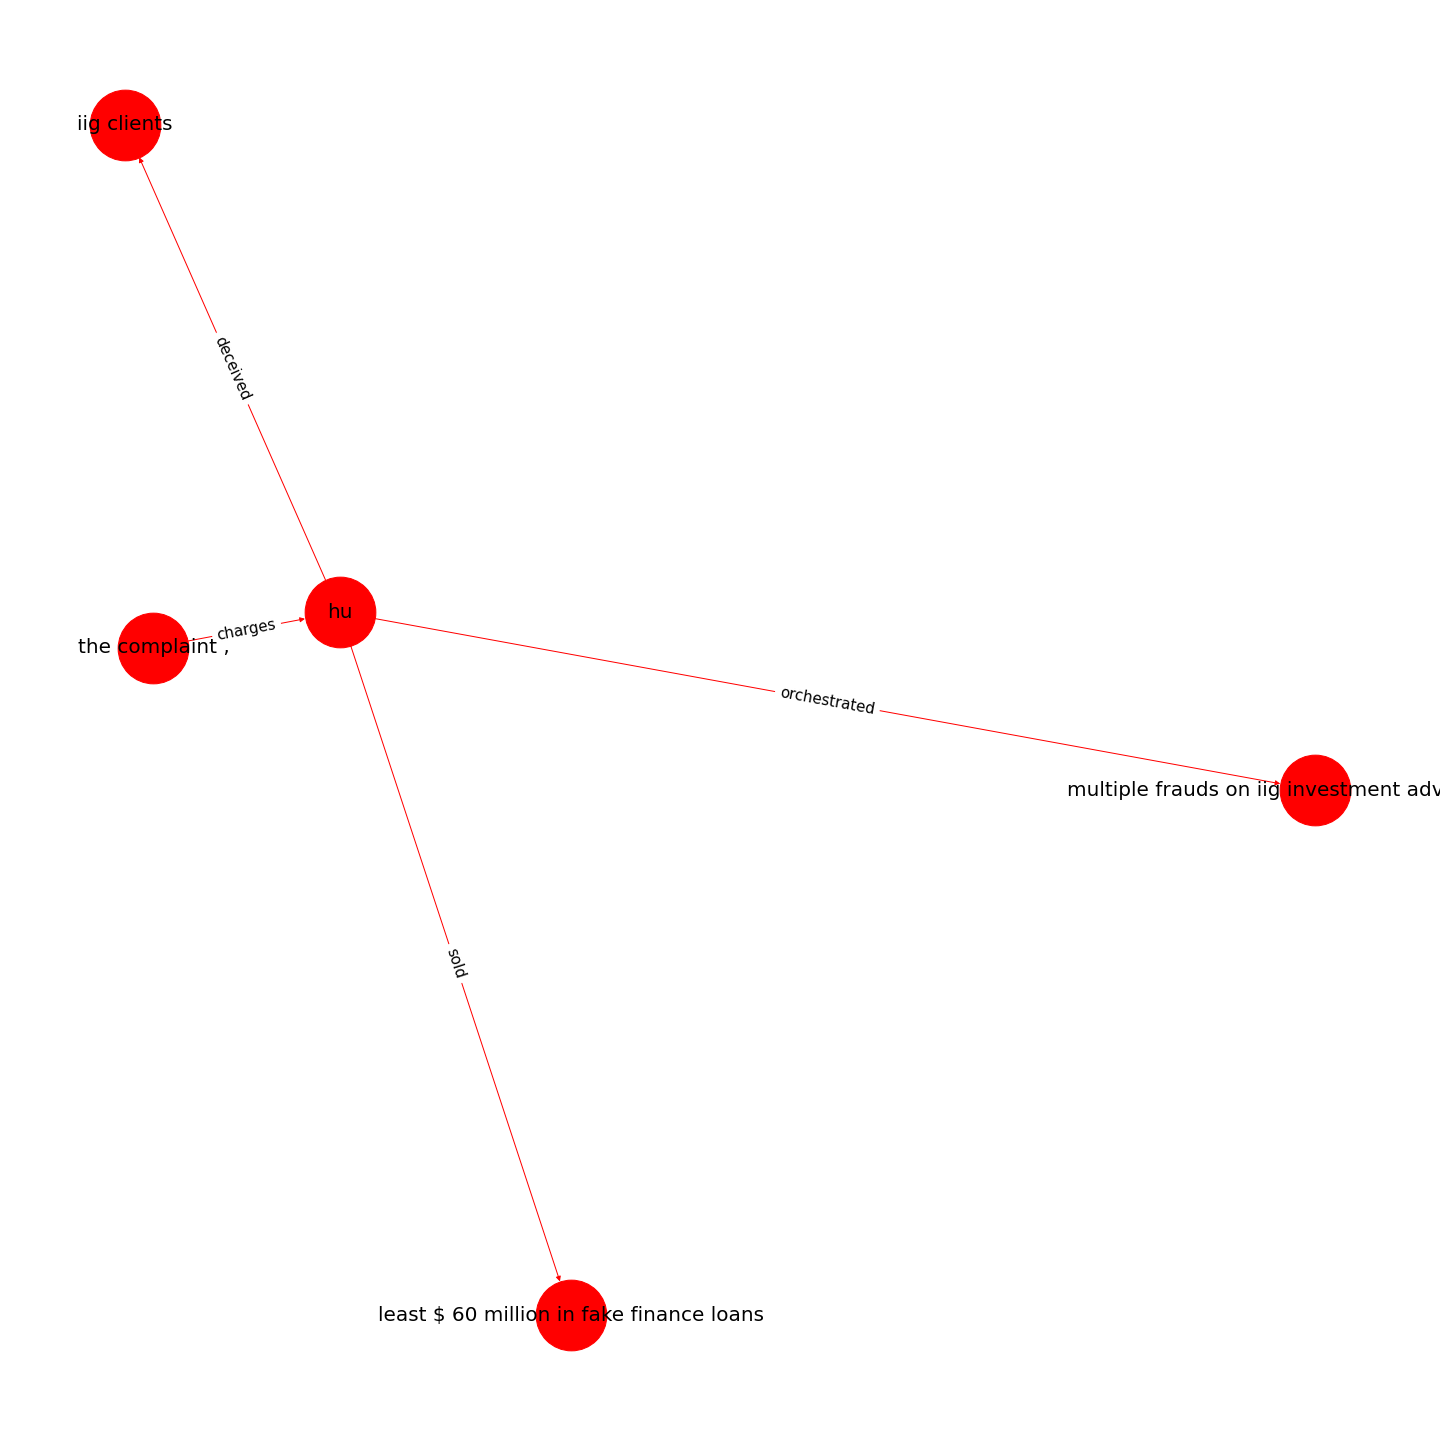 iig clients
deceived
hu
charges
the complaint ,
orchestrated
multiple frauds on iig investment
sold
least $ 60 million in fake finance loans